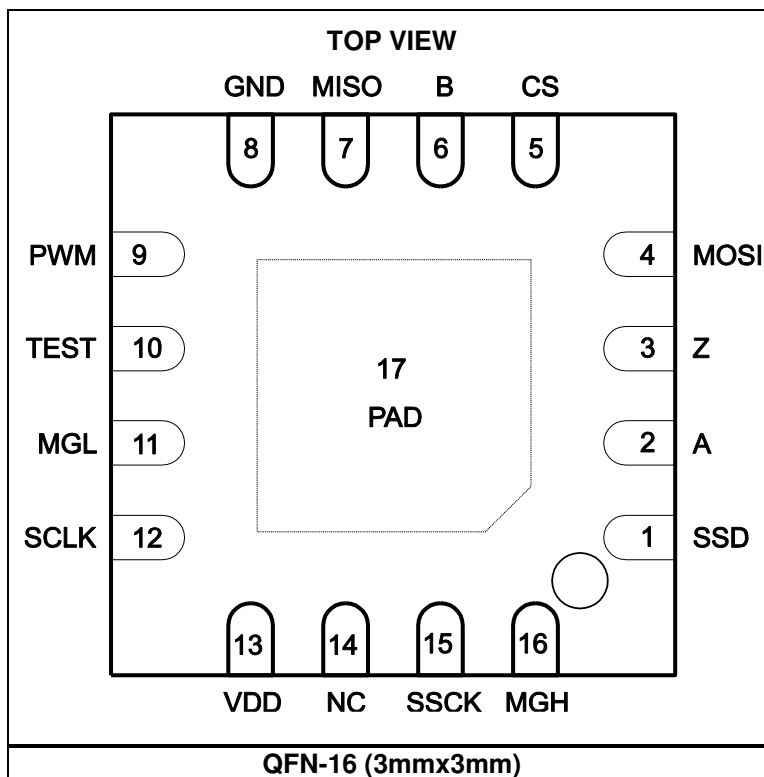 TOP VIEW
GND MISO B CS
8 7 6 5
PWM 9 4 MOSI
TEST 10 3 Z
17
PAD
MGL 11 2 A
SCLK 12 1 SSD
13 14 15 16
VDD NC SSCK MGH
QFN-16 (3mmx3mm)